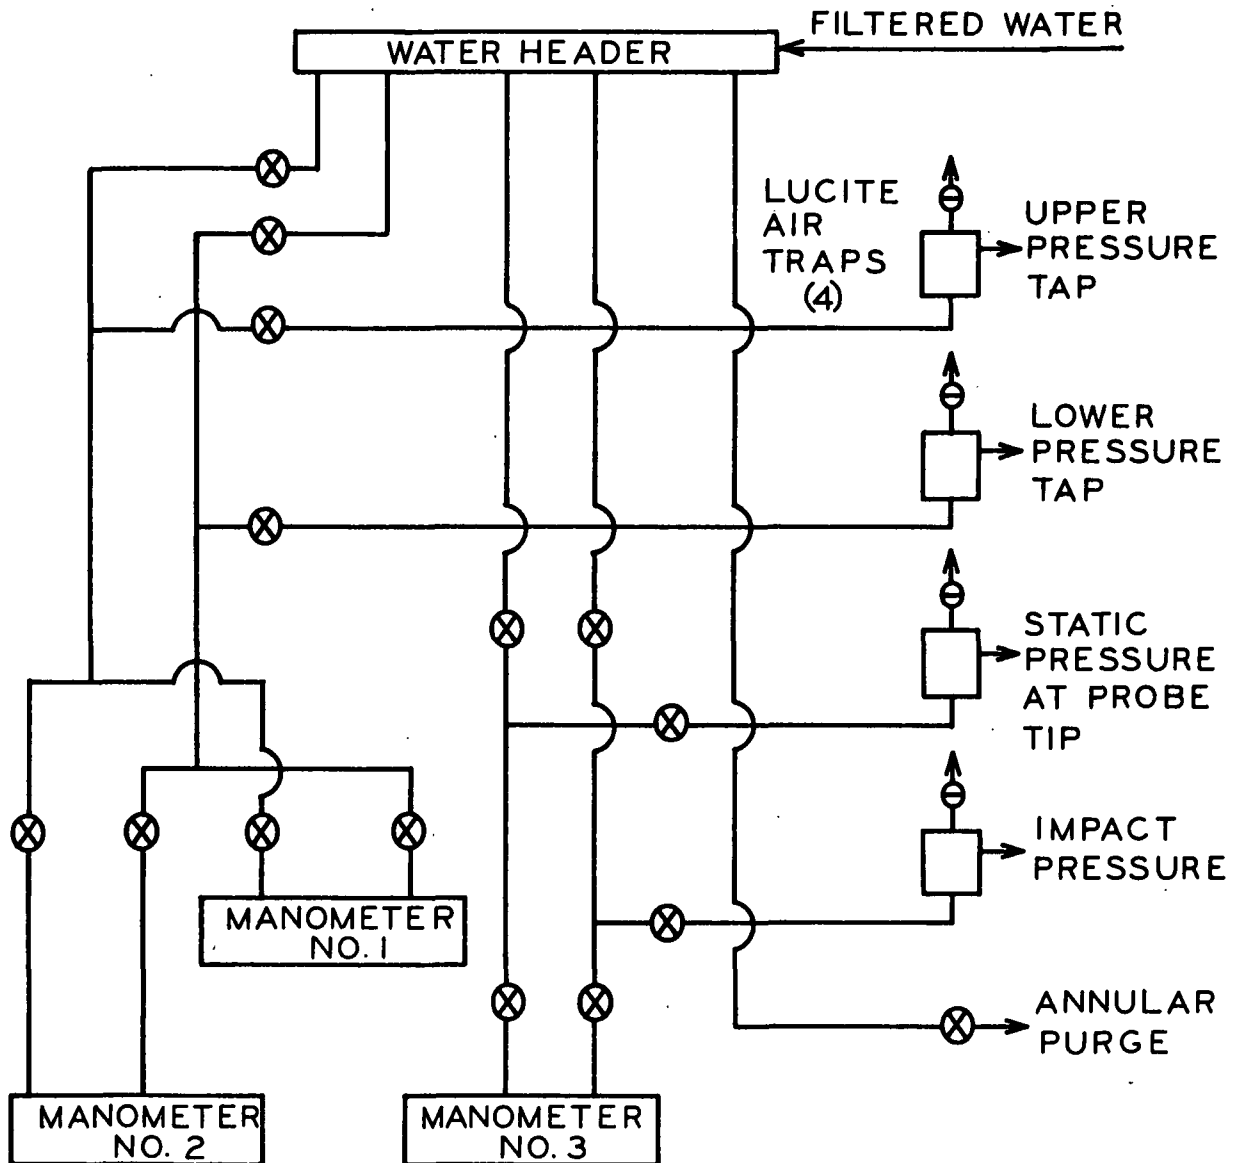 FILTERED WATER
WATER HEADER
LUCITE
AIR
TRAPS
(4)
UPPER
PRESSURE
TAP
LOWER
PRESSURE
TAP
STATIC
PRESSURE
AT PROBE
TIP
IMPACT
PRESSURE
MANOMETER
NO. 1
ANNULAR
PURGE
MANOMETER
NO. 2
MANOMETER
NO. 3